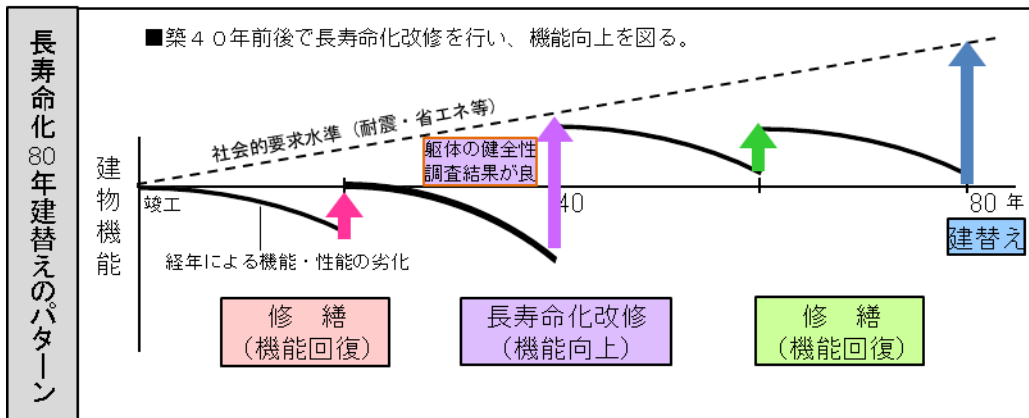 長寿命化80年建替えのパターン
■築４０年前後で長寿命化改修を行い、機能向上を図る。
社会的要求水準（耐震・省エネ等）
躯体の健全性
調査結果が良
建物機能
竣工
40
80 年
建替え
経年による機能・性能の劣化
修 繕
（機能回復）
長寿命化改修
（機能向上）
修 繕
（機能回復）